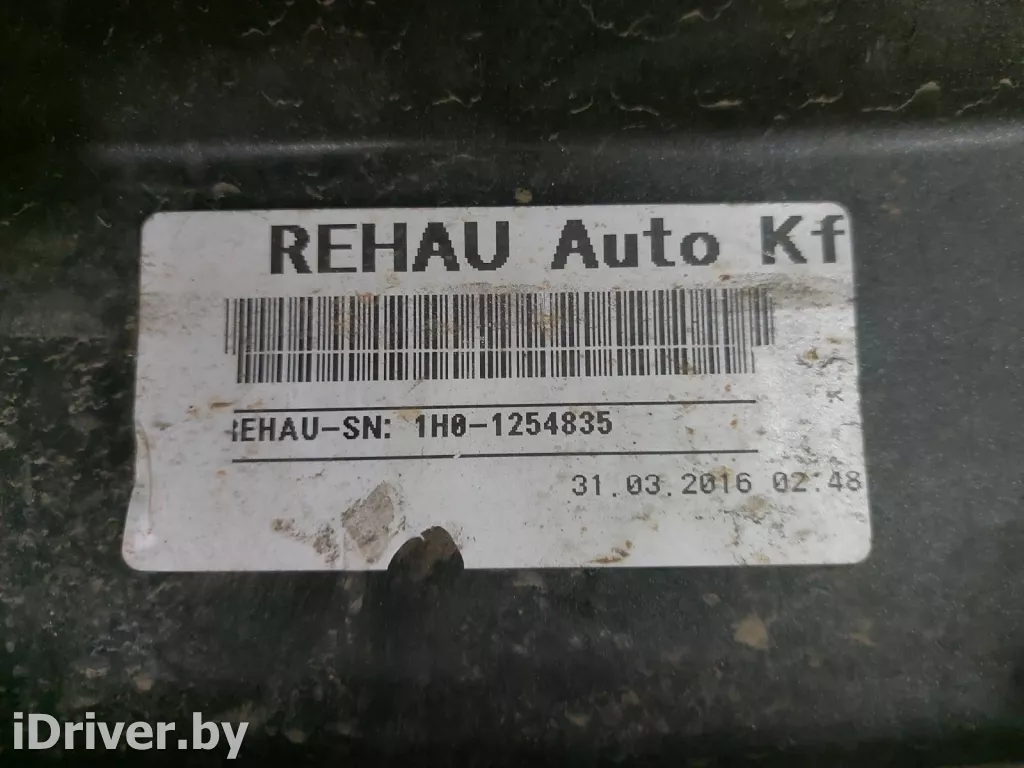 REHAU Auto Kf
REHAU-SN: 1H0-1254835
31.03.2016 02:48
iDriver.by